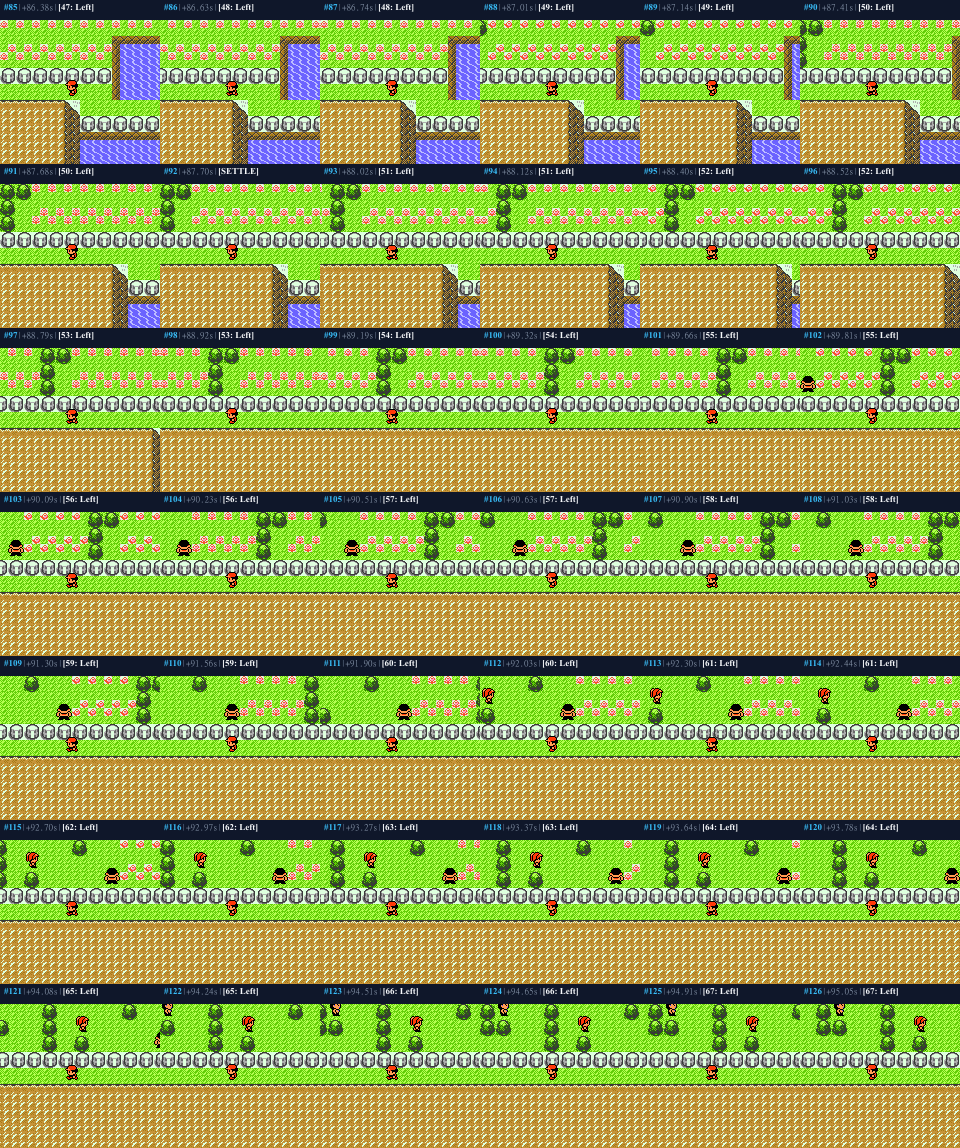 #85|+86.38s|[47: Left] #86|+86.63s|[48: Left] #87|+86.74s|[48: Left] #88|+87.01s|[49: Left] #89|+87.14s|[49: Left] #90|+87.41s|[50: Left]
#91|+87.68s|[50: Left] #92|+87.70s|[SETTLE] #93|+88.02s|[51: Left] #94|+88.12s|[51: Left] #95|+88.40s|[52: Left] #96|+88.52s|[52: Left]
#97|+88.79s|[53: Left] #98|+88.92s|[53: Left] #99|+89.19s|[54: Left] #100|+89.32s|[54: Left] #101|+89.66s|[55: Left] #102|+89.81s|[55: Left]
#103|+90.09s|[56: Left] #104|+90.23s|[56: Left] #105|+90.51s|[57: Left] #106|+90.63s|[57: Left] #107|+90.90s|[58: Left] #108|+91.03s|[58: Left]
#109|+91.30s|[59: Left] #110|+91.56s|[59: Left] #111|+91.90s|[60: Left] #112|+92.03s|[60: Left] #113|+92.30s|[61: Left] #114|+92.44s|[61: Left]
#115|+92.70s|[62: Left] #116|+92.97s|[62: Left] #117|+93.27s|[63: Left] #118|+93.37s|[63: Left] #119|+93.64s|[64: Left] #120|+93.78s|[64: Left]
#121|+94.08s|[65: Left] #122|+94.24s|[65: Left] #123|+94.51s|[66: Left] #124|+94.65s|[66: Left] #125|+94.91s|[67: Left] #126|+95.05s|[67: Left]